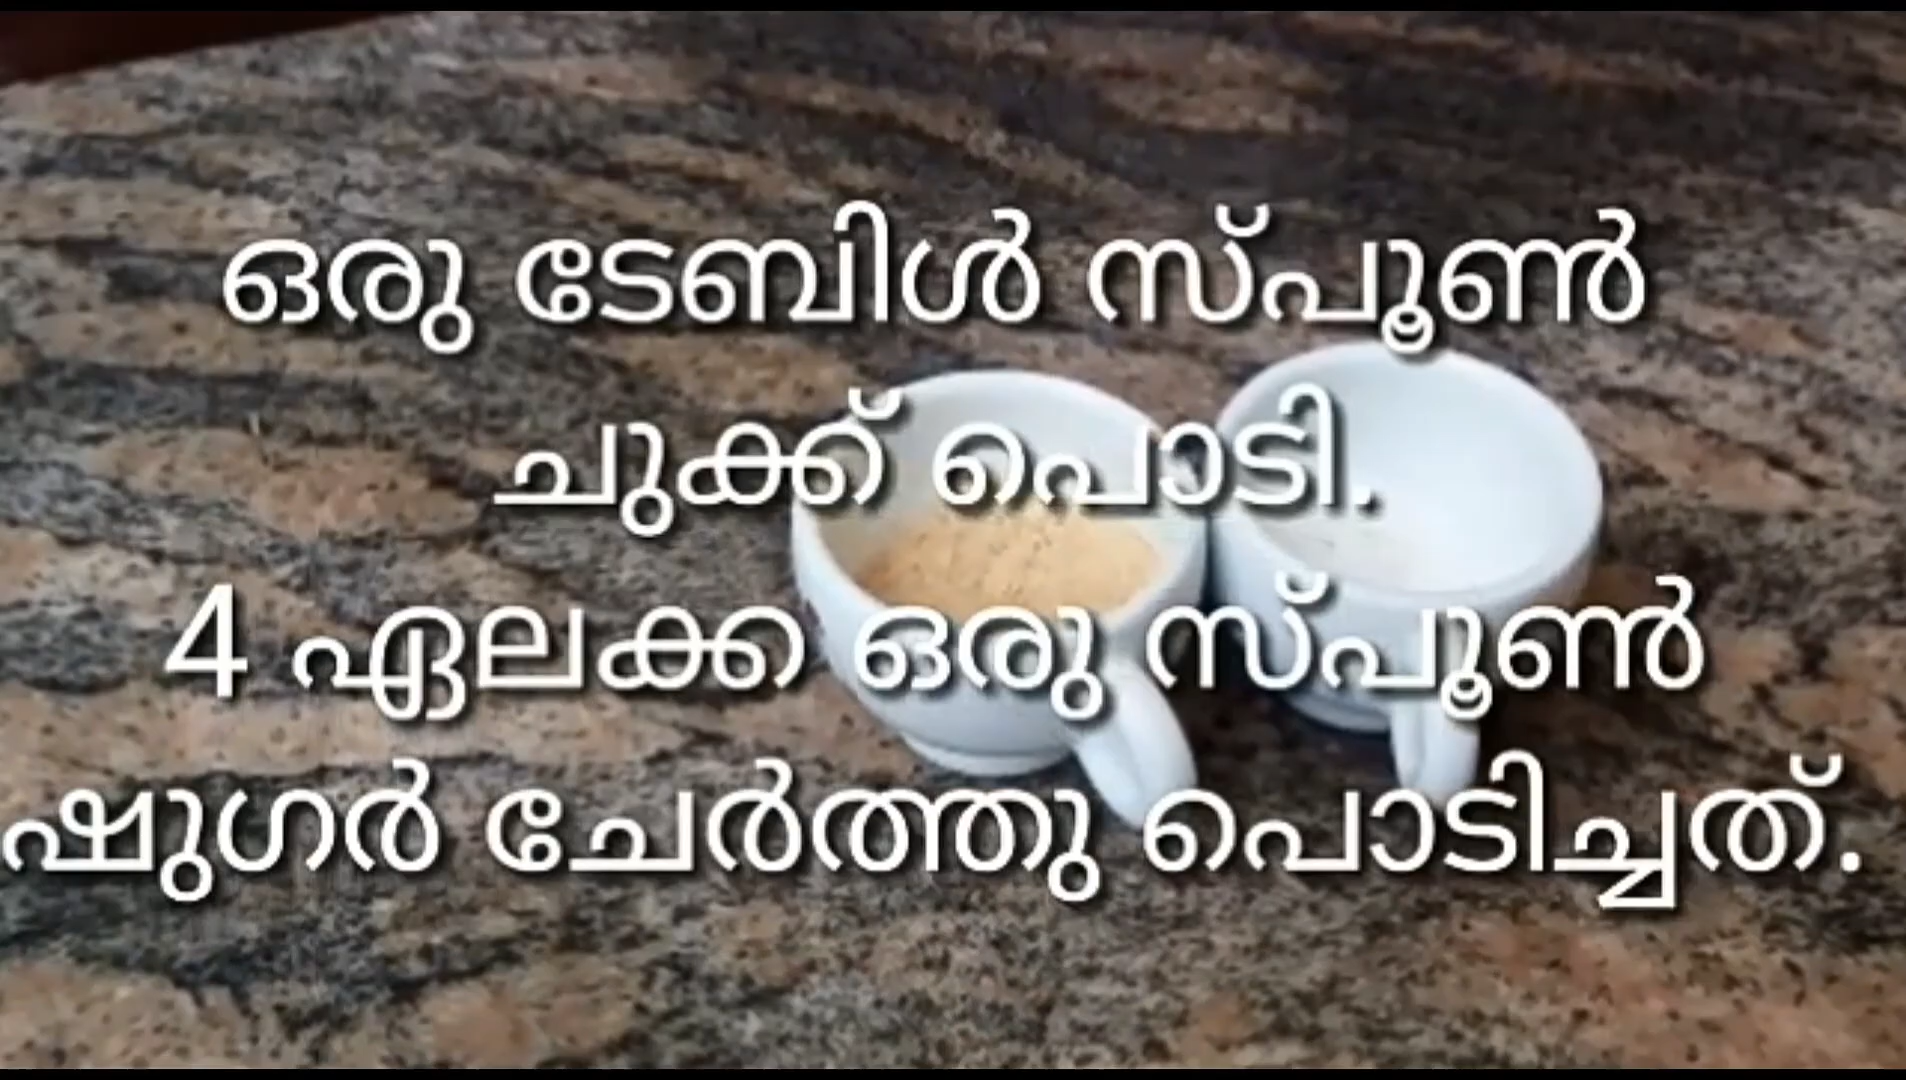 ഒരു ടേബിൾ സ്പൂൺ
ചുക്ക് പൊടി.
4 ഏലക്ക ഒരു സ്പൂൺ
ഷുഗർ ചേർത്തു പൊടിച്ചത്.